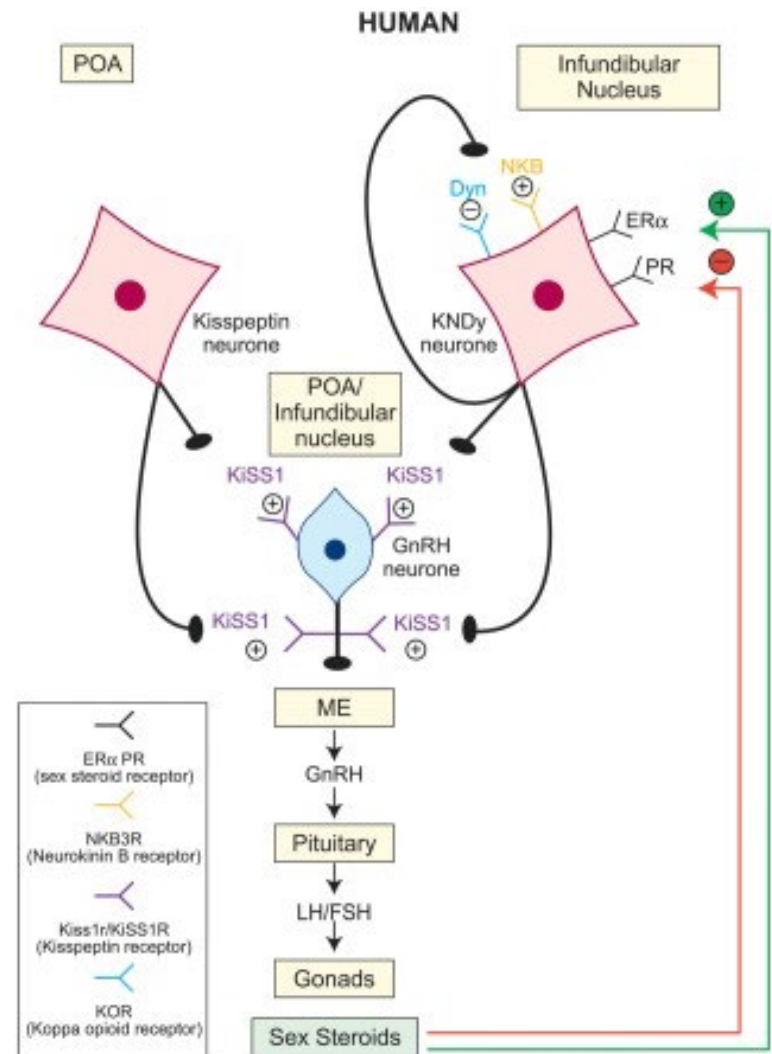 HUMAN
POA
Infundibular
Nucleus
NKB
+
Dyn
−
ERα
+
PR
−
Kisspeptin
neurone
KNDy
neurone
POA/
Infundibular
nucleus
KiSS1
+
KiSS1
+
GnRH
neurone
KiSS1
+
KiSS1
+
ME
GnRH
Pituitary
LH/FSH
Gonads
Sex Steroids
ERα PR
(sex steroid receptor)
NKB3R
(Neurokinin B receptor)
Kiss1r/KiSS1R
(Kisspeptin receptor)
KOR
(Koppa opioid receptor)